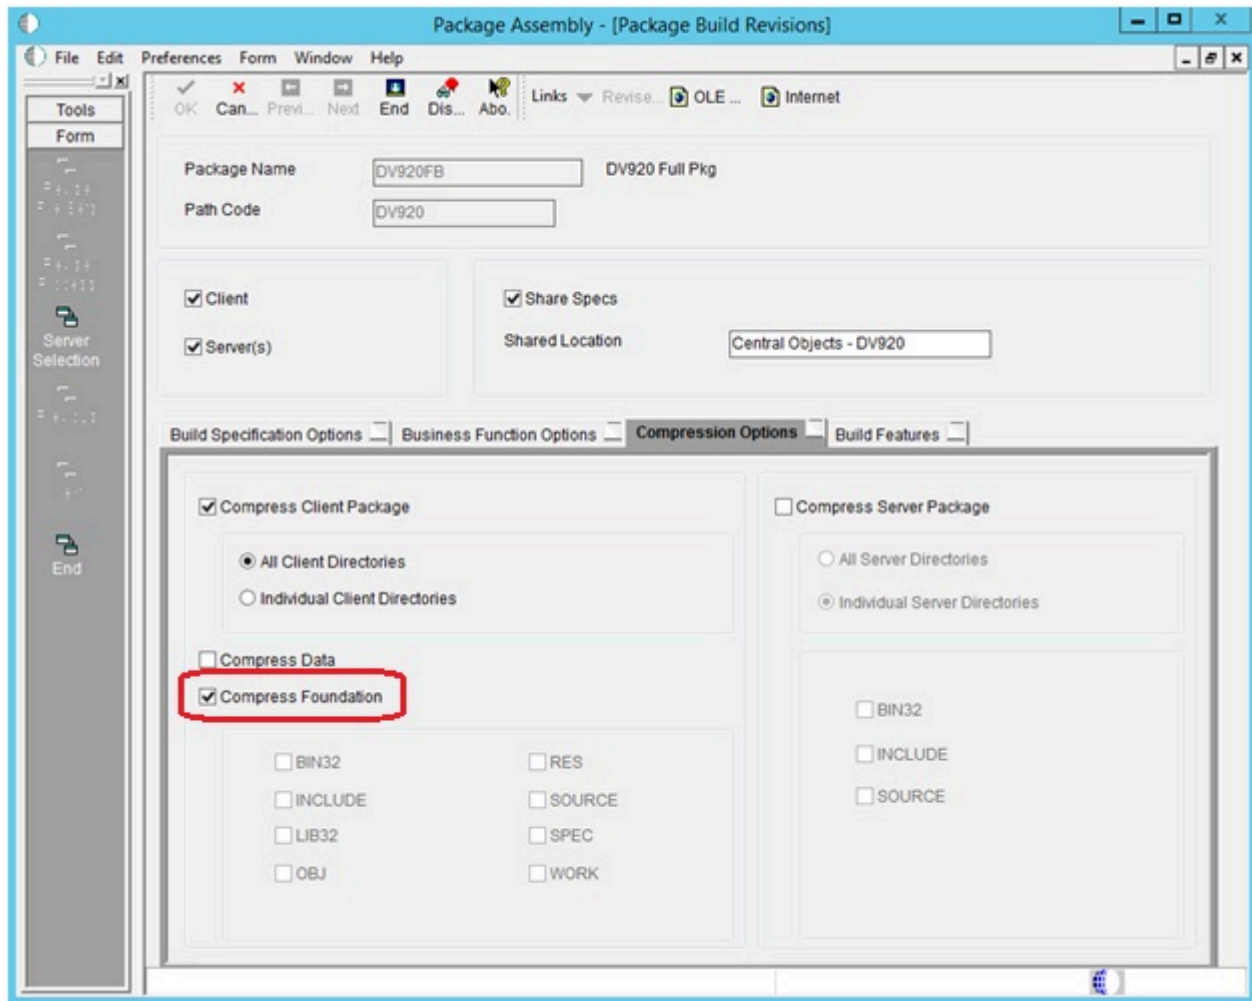 Package Assembly - [Package Build Revisions]
File Edit Preferences Form Window Help
Tools
Form
OK Can... Previ... Next End Dis... Abo. Links Revise... OLE ... Internet
Package Name DV920FB DV920 Full Pkg
Path Code DV920
Server
Selection
End
Client
Server(s)
Share Specs
Shared Location Central Objects - DV920
Build Specification Options Business Function Options Compression Options Build Features
Compress Client Package
All Client Directories
Individual Client Directories
Compress Data
Compress Foundation
BIN32 RES
INCLUDE SOURCE
LIB32 SPEC
OBJ WORK
Compress Server Package
All Server Directories
Individual Server Directories
BIN32
INCLUDE
SOURCE